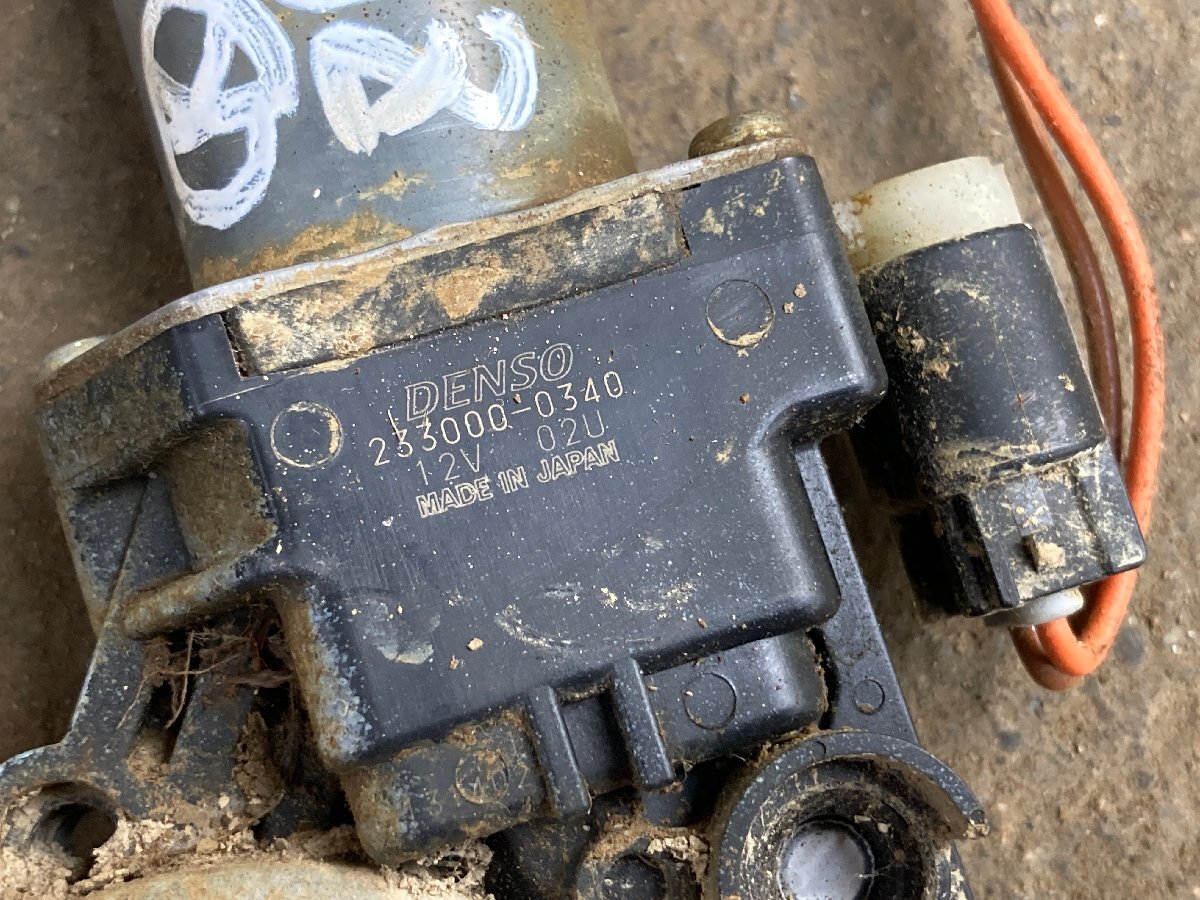 DENSO
233000-0340
12V 02U
MADE IN JAPAN